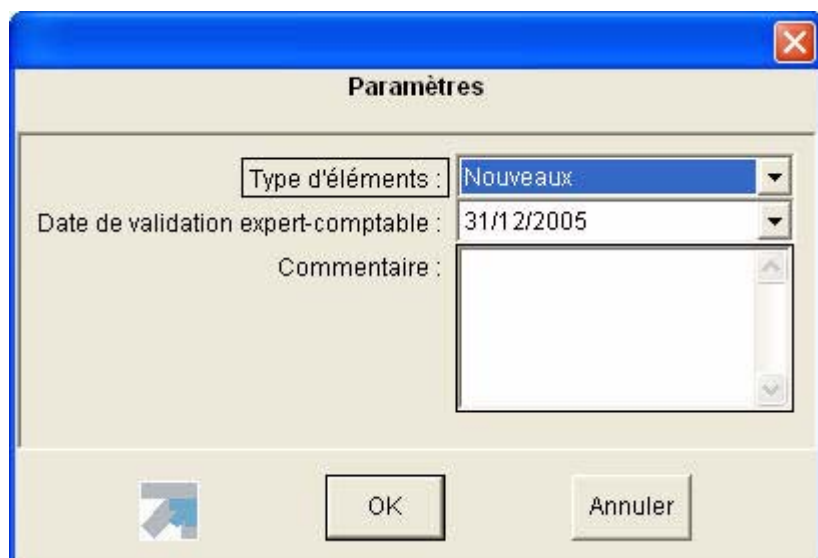 Paramètres
Type d'éléments : Nouveaux
Date de validation expert-comptable : 31/12/2005
Commentaire :
OK Annuler